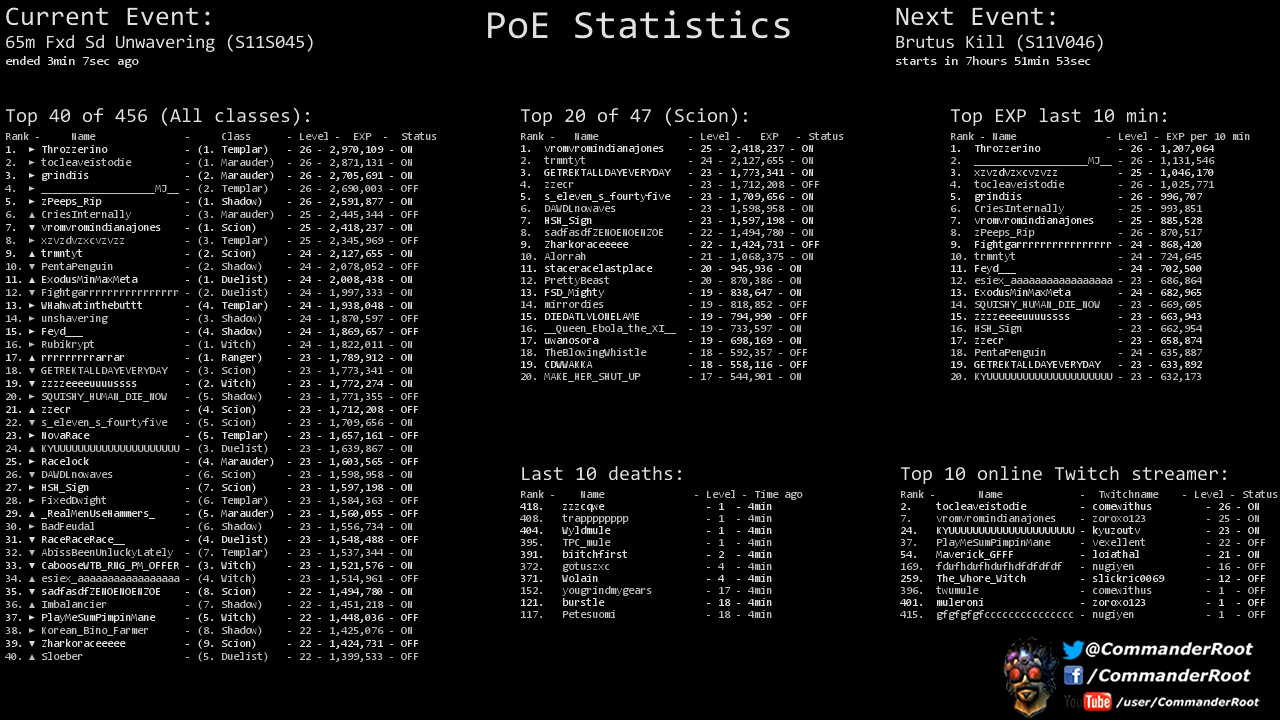 Current Event:
65m Fxd Sd Unwavering (S11S045)
ended 3min 7sec ago
PoE Statistics
Next Event:
Brutus Kill (S11V046)
starts in 7hours 51min 53sec
Top 40 of 456 (All classes):
Rank - Name - Class - Level - EXP - Status
1. ► Throzzerino - (1. Templar) - 26 - 2,970,109 - ON
2. ► tocleaveistodie - (1. Marauder) - 26 - 2,871,131 - ON
3. ► grindiis - (2. Marauder) - 26 - 2,705,691 - ON
4. ► ___________________MJ__ - (2. Templar) - 26 - 2,690,003 - OFF
5. ► zPeeps_Rip - (1. Shadow) - 26 - 2,591,877 - ON
6. ▲ CriesInternally - (3. Marauder) - 25 - 2,445,344 - OFF
7. ▼ vromvromindianajones - (1. Scion) - 25 - 2,418,237 - ON
8. ► xzvzdvzxcvzvzz - (3. Templar) - 25 - 2,345,969 - OFF
9. ▲ trmntyt - (2. Scion) - 24 - 2,127,655 - ON
10. ▼ PentaPenguin - (2. Shadow) - 24 - 2,078,052 - OFF
11. ▲ ExodusMinMaxMeta - (1. Duelist) - 24 - 2,008,438 - ON
12. ▼ Fightgarrrrrrrrrrrrrrrr - (2. Duelist) - 24 - 1,997,333 - OFF
13. ► WHahwatinthebuttt - (4. Templar) - 24 - 1,938,048 - ON
14. ► unshavering - (3. Shadow) - 24 - 1,870,597 - OFF
15. ► Feyd___ - (4. Shadow) - 24 - 1,869,657 - OFF
16. ► Rubikrypt - (1. Witch) - 24 - 1,822,011 - ON
17. ▲ rrrrrrrrrarrar - (1. Ranger) - 23 - 1,789,912 - ON
18. ▼ GETREKTALLDAYEVERYDAY - (3. Scion) - 23 - 1,773,341 - ON
19. ▼ zzzzeeeeuuuussss - (2. Witch) - 23 - 1,772,274 - ON
20. ► SQUISHY_HUMAN_DIE_NOW - (5. Shadow) - 23 - 1,771,355 - OFF
21. ▲ zzecr - (4. Scion) - 23 - 1,712,208 - OFF
22. ▼ s_eleven_s_fourtyfive - (5. Scion) - 23 - 1,709,656 - ON
23. ► NovaRace - (5. Templar) - 23 - 1,657,161 - OFF
24. ▲ KYUUUUUUUUUUUUUUUUUUUUU - (3. Duelist) - 23 - 1,639,867 - ON
25. ► Racelock - (4. Marauder) - 23 - 1,603,565 - OFF
26. ▼ DAWDLnowaves - (6. Scion) - 23 - 1,598,958 - ON
27. ► HSH_Sign - (7. Scion) - 23 - 1,597,198 - ON
28. ► FixedDwight - (6. Templar) - 23 - 1,584,363 - OFF
29. ▲ _RealMenUseHammers_ - (5. Marauder) - 23 - 1,560,055 - OFF
30. ► BadFeudal - (6. Shadow) - 23 - 1,556,734 - ON
31. ▼ RaceRaceRace__ - (4. Duelist) - 23 - 1,548,488 - OFF
32. ▼ AbissBeenUnluckyLately - (7. Templar) - 23 - 1,537,344 - ON
33. ▼ CabooseWTB_RNG_PM_OFFER - (3. Witch) - 23 - 1,521,576 - ON
34. ▲ esiex_aaaaaaaaaaaaaaaaa - (4. Witch) - 23 - 1,514,961 - OFF
35. ▼ sadfasdfZENOENOENZOE - (8. Scion) - 22 - 1,494,780 - ON
36. ▲ Imbalancier - (7. Shadow) - 22 - 1,451,218 - ON
37. ► PlayMeSumPimpinMane - (5. Witch) - 22 - 1,448,036 - OFF
38. ► Korean_Bino_Farmer - (8. Shadow) - 22 - 1,425,076 - ON
39. ▼ Zharkoraceeeee - (9. Scion) - 22 - 1,424,731 - OFF
40. ▲ Sloeber - (5. Duelist) - 22 - 1,399,533 - OFF
Top 20 of 47 (Scion):
Rank - Name - Level - EXP - Status
1. vromvromindianajones - 25 - 2,418,237 - ON
2. trmntyt - 24 - 2,127,655 - ON
3. GETREKTALLDAYEVERYDAY - 23 - 1,773,341 - ON
4. zzecr - 23 - 1,712,208 - OFF
5. s_eleven_s_fourtyfive - 23 - 1,709,656 - ON
6. DAWDLnowaves - 23 - 1,598,958 - ON
7. HSH_Sign - 23 - 1,597,198 - ON
8. sadfasdfZENOENOENZOE - 22 - 1,494,780 - ON
9. Zharkoraceeeee - 22 - 1,424,731 - OFF
10. Alorrah - 21 - 1,068,375 - ON
11. staceracelastplace - 20 - 945,936 - ON
12. PrettyBeast - 20 - 870,386 - ON
13. FSD_Mighty - 19 - 838,647 - ON
14. mirrordies - 19 - 818,852 - OFF
15. DIEDATLVLONELAME - 19 - 794,990 - OFF
16. __Queen_Ebola_the_XI__ - 19 - 733,597 - ON
17. uwanosora - 19 - 698,169 - ON
18. TheBlowingWhistle - 18 - 592,357 - OFF
19. CDWWAKKA - 18 - 558,116 - OFF
20. MAKE_HER_SHUT_UP - 17 - 544,901 - ON
Top EXP last 10 min:
Rank - Name - Level - EXP per 10 min
1. Throzzerino - 26 - 1,207,064
2. ___________________MJ__ - 26 - 1,131,546
3. xzvzdvzxcvzvzz - 25 - 1,046,170
4. tocleaveistodie - 26 - 1,025,771
5. grindiis - 26 - 996,707
6. CriesInternally - 25 - 993,851
7. vromvromindianajones - 25 - 885,528
8. zPeeps_Rip - 26 - 870,517
9. Fightgarrrrrrrrrrrrrrrr - 24 - 868,420
10. trmntyt - 24 - 724,645
11. Feyd___ - 24 - 702,500
12. esiex_aaaaaaaaaaaaaaaaa - 23 - 686,864
13. ExodusMinMaxMeta - 24 - 682,965
14. SQUISHY_HUMAN_DIE_NOW - 23 - 669,605
15. zzzzeeeeuuuussss - 23 - 663,943
16. HSH_Sign - 23 - 662,954
17. zzecr - 23 - 658,874
18. PentaPenguin - 24 - 635,887
19. GETREKTALLDAYEVERYDAY - 23 - 633,892
20. KYUUUUUUUUUUUUUUUUUUUUU - 23 - 632,173
Last 10 deaths:
Rank - Name - Level - Time ago
418. zzzcqwe - 1 - 4min
408. trappppppppp - 1 - 4min
404. Wyldmule - 1 - 4min
395. TPC_mule - 1 - 4min
391. biitchfirst - 2 - 4min
372. gotuszxc - 4 - 4min
371. Wolain - 4 - 4min
152. yougrindmygears - 17 - 4min
121. burstle - 18 - 4min
117. Petesuomi - 18 - 4min
Top 10 online Twitch streamer:
Rank - Name - Twitchname - Level - Status
2. tocleaveistodie - comewithus - 26 - ON
7. vromvromindianajones - zoroxo123 - 25 - ON
24. KYUUUUUUUUUUUUUUUUUUUUU - kyuzoutv - 23 - ON
37. PlayMeSumPimpinMane - vexellent - 22 - OFF
54. Maverick_GFFF - loiathal - 21 - ON
169. fdufhdufhdufhdfdfdfdf - nugiyen - 16 - OFF
259. The_Whore_Witch - slickric0069 - 12 - OFF
396. twumule - comewithus - 1 - OFF
401. muleroni - zoroxo123 - 1 - OFF
415. gfgfgfgfccccccccccccccc - nugiyen - 1 - OFF
@CommanderRoot
/CommanderRoot
YouTube /user/CommanderRoot